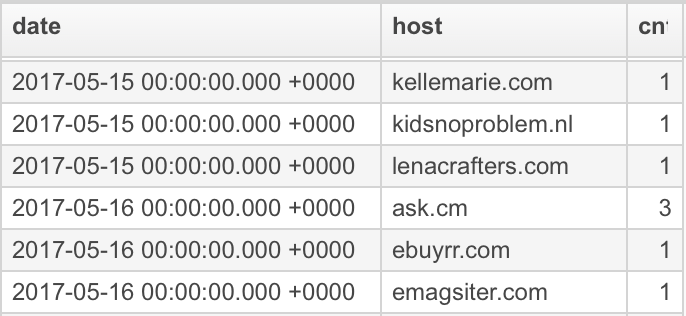 date host cnt
2017-05-15 00:00:00.000 +0000 kellemarie.com 1
2017-05-15 00:00:00.000 +0000 kidsnoproblem.nl 1
2017-05-15 00:00:00.000 +0000 lenacrafters.com 1
2017-05-16 00:00:00.000 +0000 ask.cm 3
2017-05-16 00:00:00.000 +0000 ebuyrr.com 1
2017-05-16 00:00:00.000 +0000 emagsiter.com 1